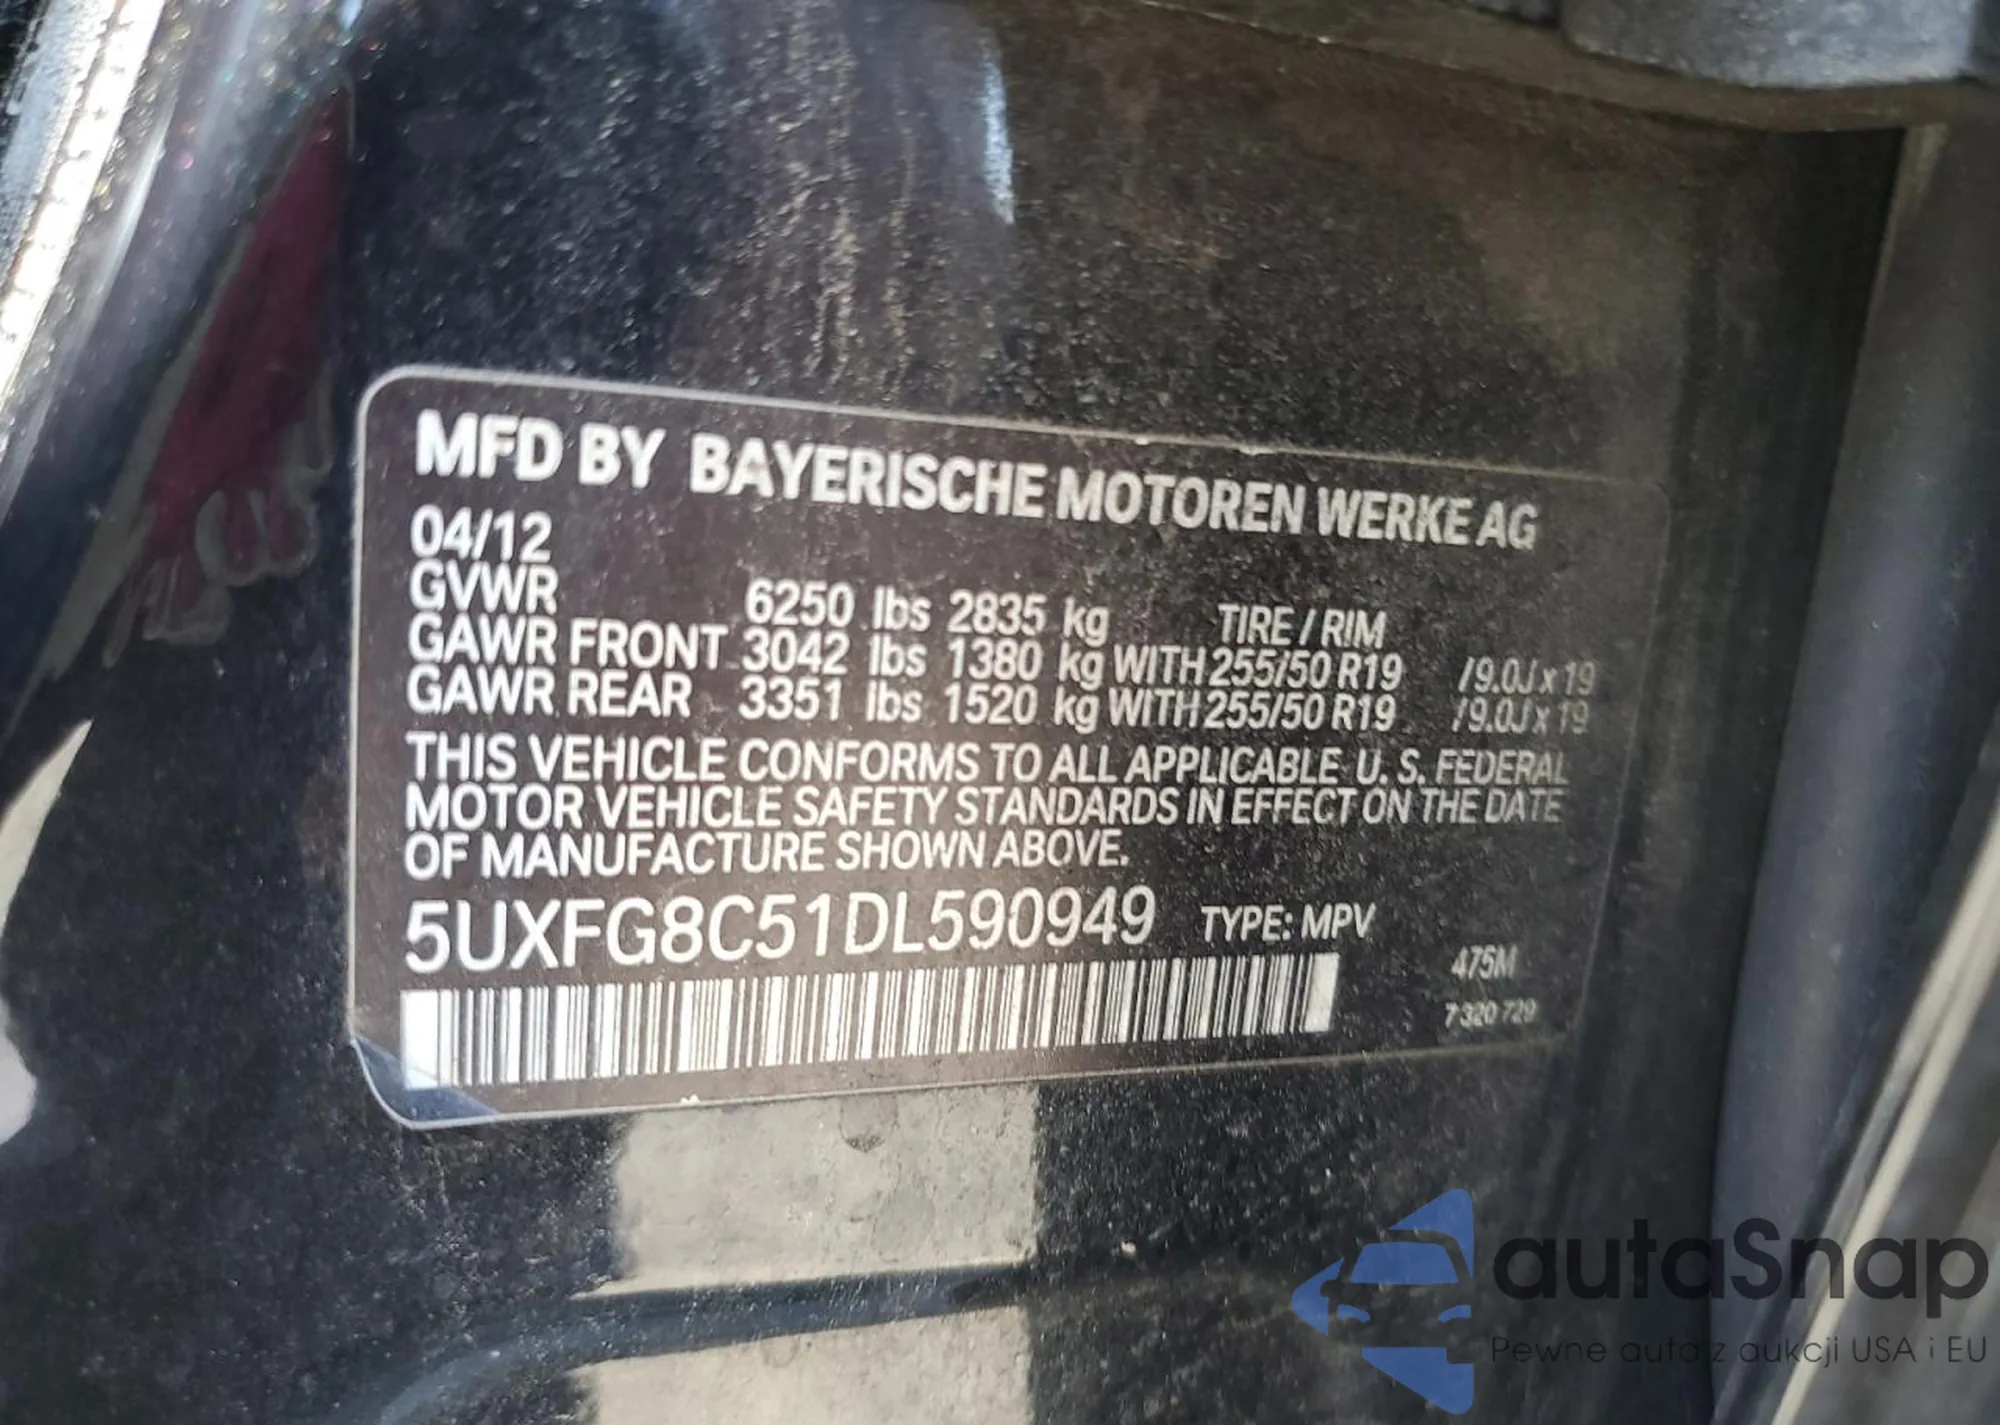 MFD BY BAYERISCHE MOTOREN WERKE AG
04/12
GVWR 6250 lbs 2835 kg TIRE / RIM
GAWR FRONT 3042 lbs 1380 kg WITH 255/50 R19 /9.0J x 19
GAWR REAR 3351 lbs 1520 kg WITH 255/50 R19 /9.0J x 19
THIS VEHICLE CONFORMS TO ALL APPLICABLE U. S. FEDERAL
MOTOR VEHICLE SAFETY STANDARDS IN EFFECT ON THE DATE
OF MANUFACTURE SHOWN ABOVE.
5UXFG8C51DL590949 TYPE: MPV
475M
7 320 729
autaSnap
Pewne auta z aukcji USA i EU